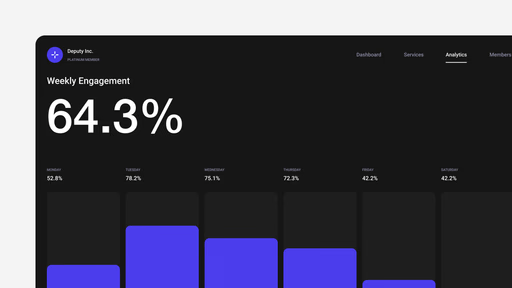 Deputy Inc.
PLATINUM MEMBER
Dashboard Services Analytics Members
Weekly Engagement
64.3%
MONDAY TUESDAY WEDNESDAY THURSDAY FRIDAY SATURDAY
52.8% 78.2% 75.1% 72.3% 42.2% 42.2%